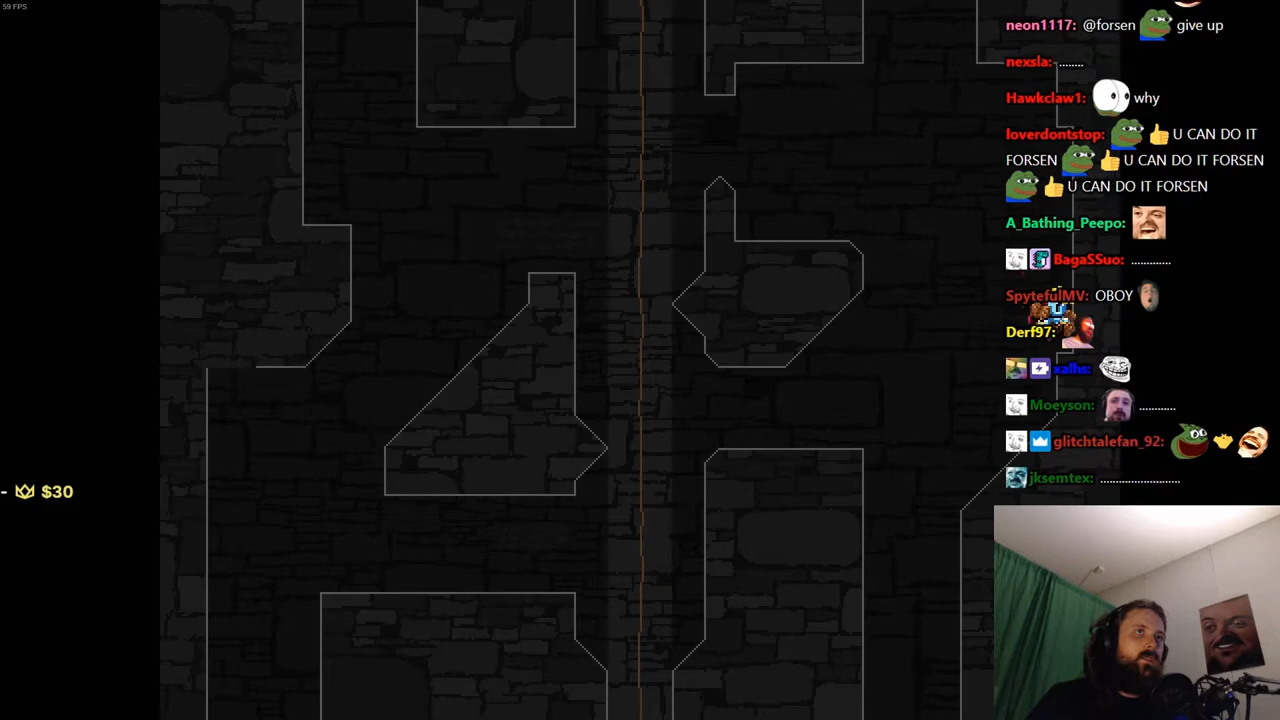 59 FPS
neon1117: @forsen give up
nexsla: ........
Hawkclaw1: why
loverdontstop: 👍 U CAN DO IT
FORSEN 👍 U CAN DO IT FORSEN
👍 U CAN DO IT FORSEN
A_Bathing_Peepo:
BagaSSuo: ............
SpytefulMV: OBOY
Derf97:
xalhs:
Moeyson: ............
- $30
glitchtalefan_92:
jksemtex: ..........................